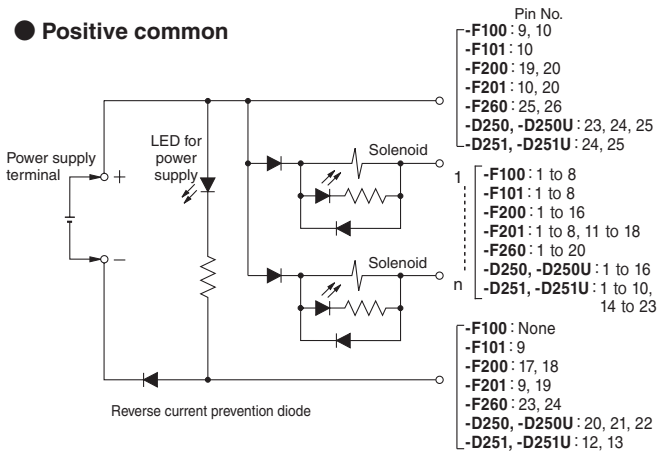 ● Positive common
Pin No.
-F100 : 9, 10
-F101 : 10
-F200 : 19, 20
-F201 : 10, 20
-F260 : 25, 26
-D250, -D250U : 23, 24, 25
-D251, -D251U : 24, 25
Power supply
terminal
+
−
LED for
power
supply
Solenoid
1
-F100 : 1 to 8
-F101 : 1 to 8
-F200 : 1 to 16
-F201 : 1 to 8, 11 to 18
-F260 : 1 to 20
-D250, -D250U : 1 to 16
-D251, -D251U : 1 to 10,
14 to 23
Solenoid
n
-F100 : None
-F101 : 9
-F200 : 17, 18
-F201 : 9, 19
-F260 : 23, 24
-D250, -D250U : 20, 21, 22
-D251, -D251U : 12, 13
Reverse current prevention diode